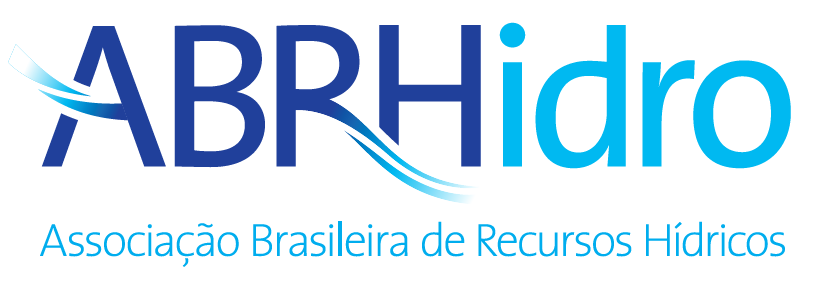 ABRHidro
Associação Brasileira de Recursos Hídricos